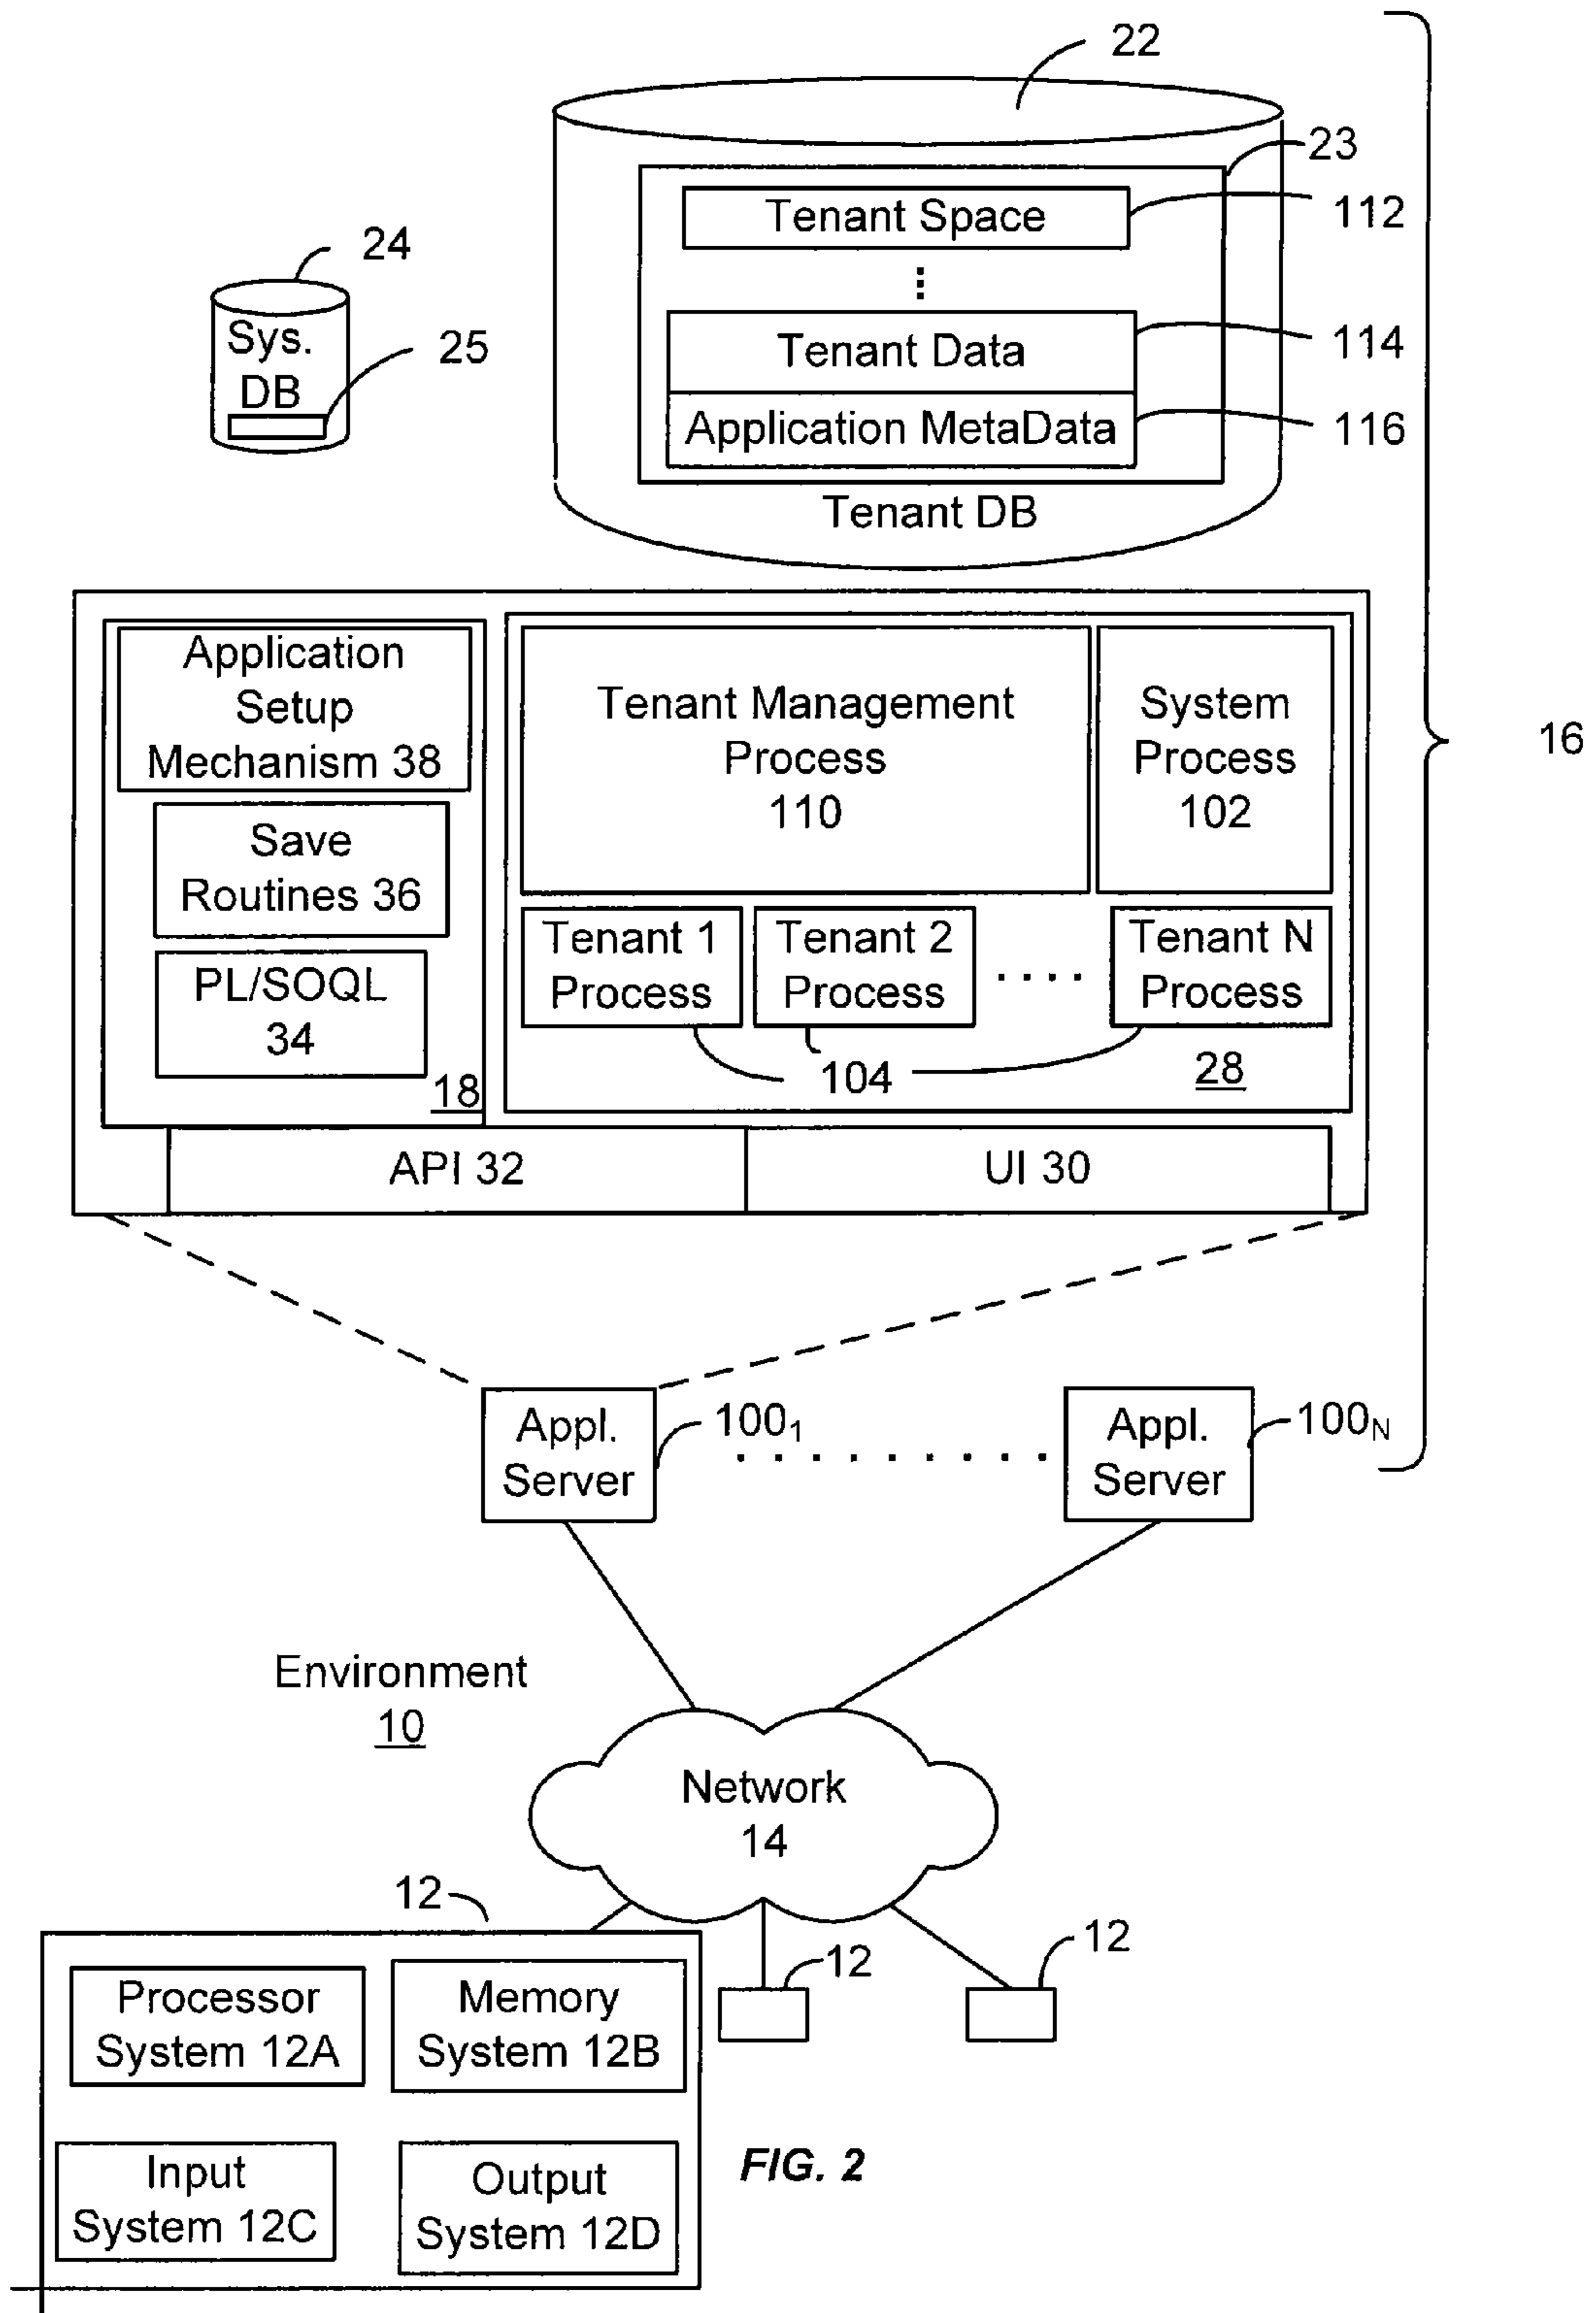 22
23
Tenant Space
112
24
Sys.
DB
25
Tenant Data
114
Application MetaData
116
Tenant DB
Application
Setup
Mechanism 38
Tenant Management
Process
110
System
Process
102
16
Save
Routines 36
Tenant 1
Process
Tenant 2
Process
Tenant N
Process
PL/SOQL
34
104
28
18
API 32
UI 30
Appl.
Server
100₁
Appl.
Server
100N
Environment
10
Network
14
12
12
12
Processor
System 12A
Memory
System 12B
Input
System 12C
Output
System 12D
FIG. 2